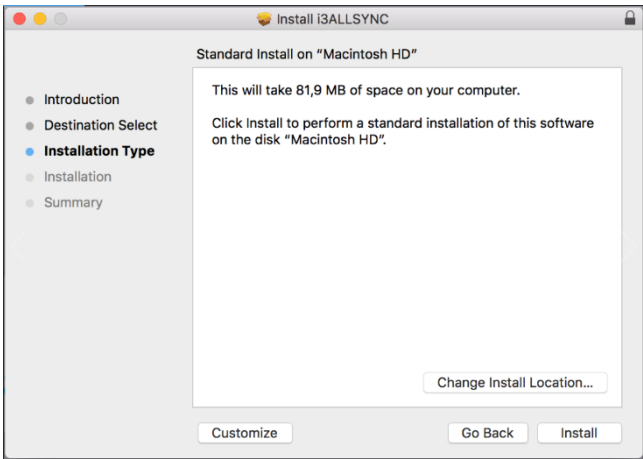 Install i3ALLSYNC
Standard Install on “Macintosh HD”
Introduction
Destination Select
Installation Type
Installation
Summary
This will take 81,9 MB of space on your computer.
Click Install to perform a standard installation of this software
on the disk “Macintosh HD”.
Change Install Location...
Customize
Go Back
Install